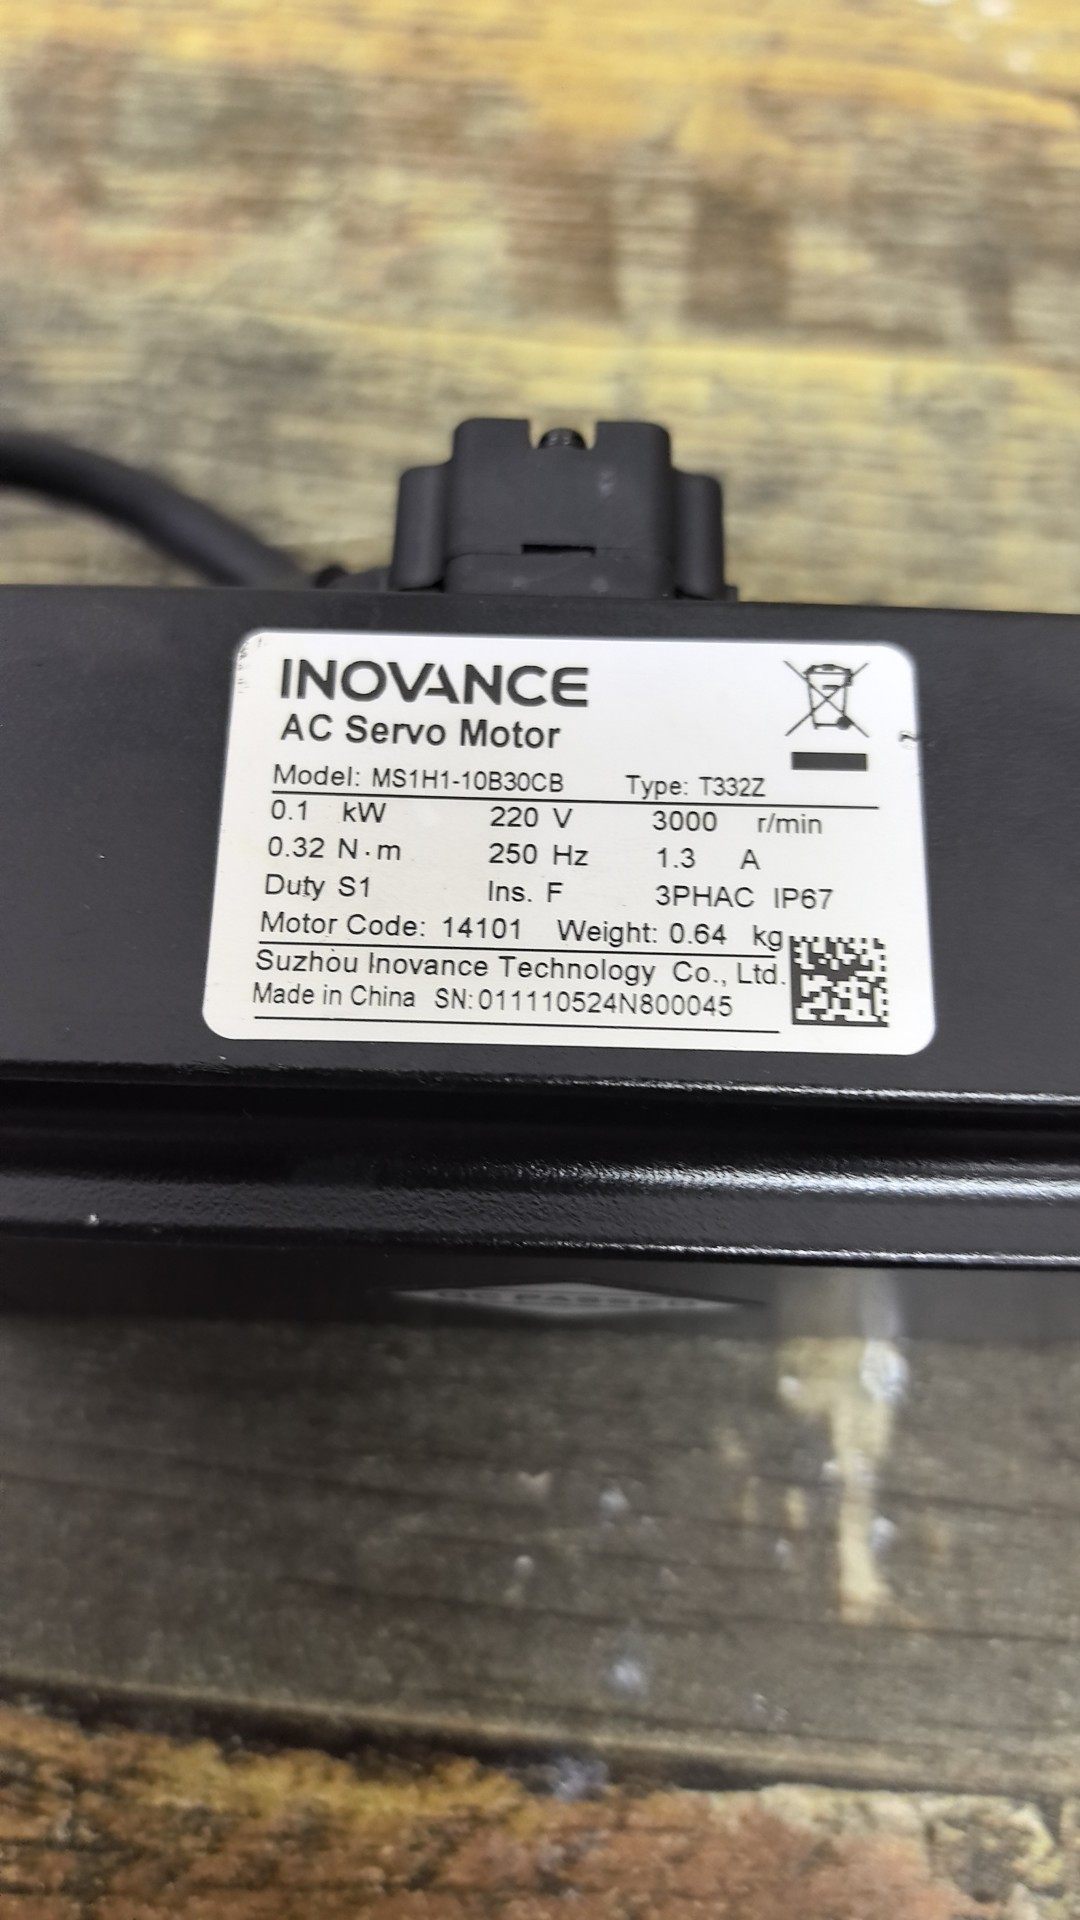 INOVANCE
AC Servo Motor
Model: MS1H1-10B30CB Type: T332Z
0.1 kW 220 V 3000 r/min
0.32 N·m 250 Hz 1.3 A
Duty S1 Ins. F 3PHAC IP67
Motor Code: 14101 Weight: 0.64 kg
Suzhou Inovance Technology Co., Ltd.
Made in China SN: 011110524N800045